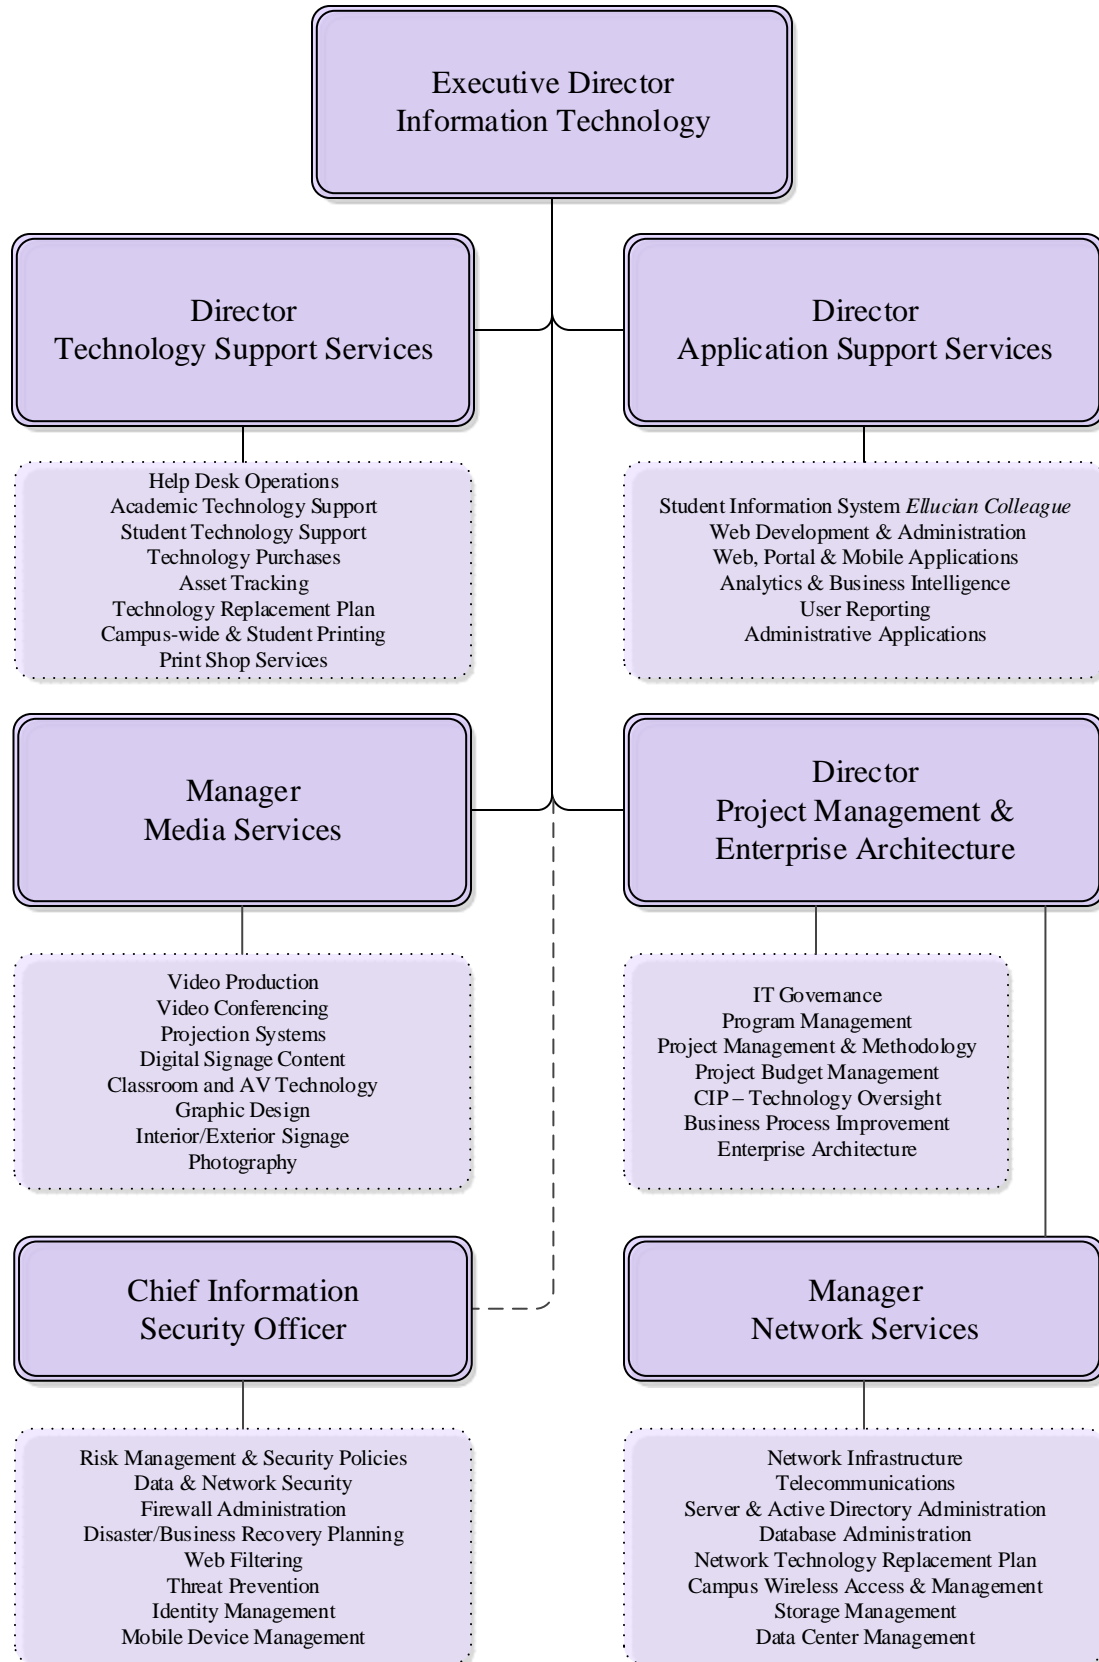 Executive Director
Information Technology
Director
Technology Support Services
Director
Application Support Services
Help Desk Operations
Academic Technology Support
Student Technology Support
Technology Purchases
Asset Tracking
Technology Replacement Plan
Campus-wide & Student Printing
Print Shop Services
Student Information System Ellucian Colleague
Web Development & Administration
Web, Portal & Mobile Applications
Analytics & Business Intelligence
User Reporting
Administrative Applications
Manager
Media Services
Director
Project Management &
Enterprise Architecture
Video Production
Video Conferencing
Projection Systems
Digital Signage Content
Classroom and AV Technology
Graphic Design
Interior/Exterior Signage
Photography
IT Governance
Program Management
Project Management & Methodology
Project Budget Management
CIP – Technology Oversight
Business Process Improvement
Enterprise Architecture
Chief Information
Security Officer
Manager
Network Services
Risk Management & Security Policies
Data & Network Security
Firewall Administration
Disaster/Business Recovery Planning
Web Filtering
Threat Prevention
Identity Management
Mobile Device Management
Network Infrastructure
Telecommunications
Server & Active Directory Administration
Database Administration
Network Technology Replacement Plan
Campus Wireless Access & Management
Storage Management
Data Center Management